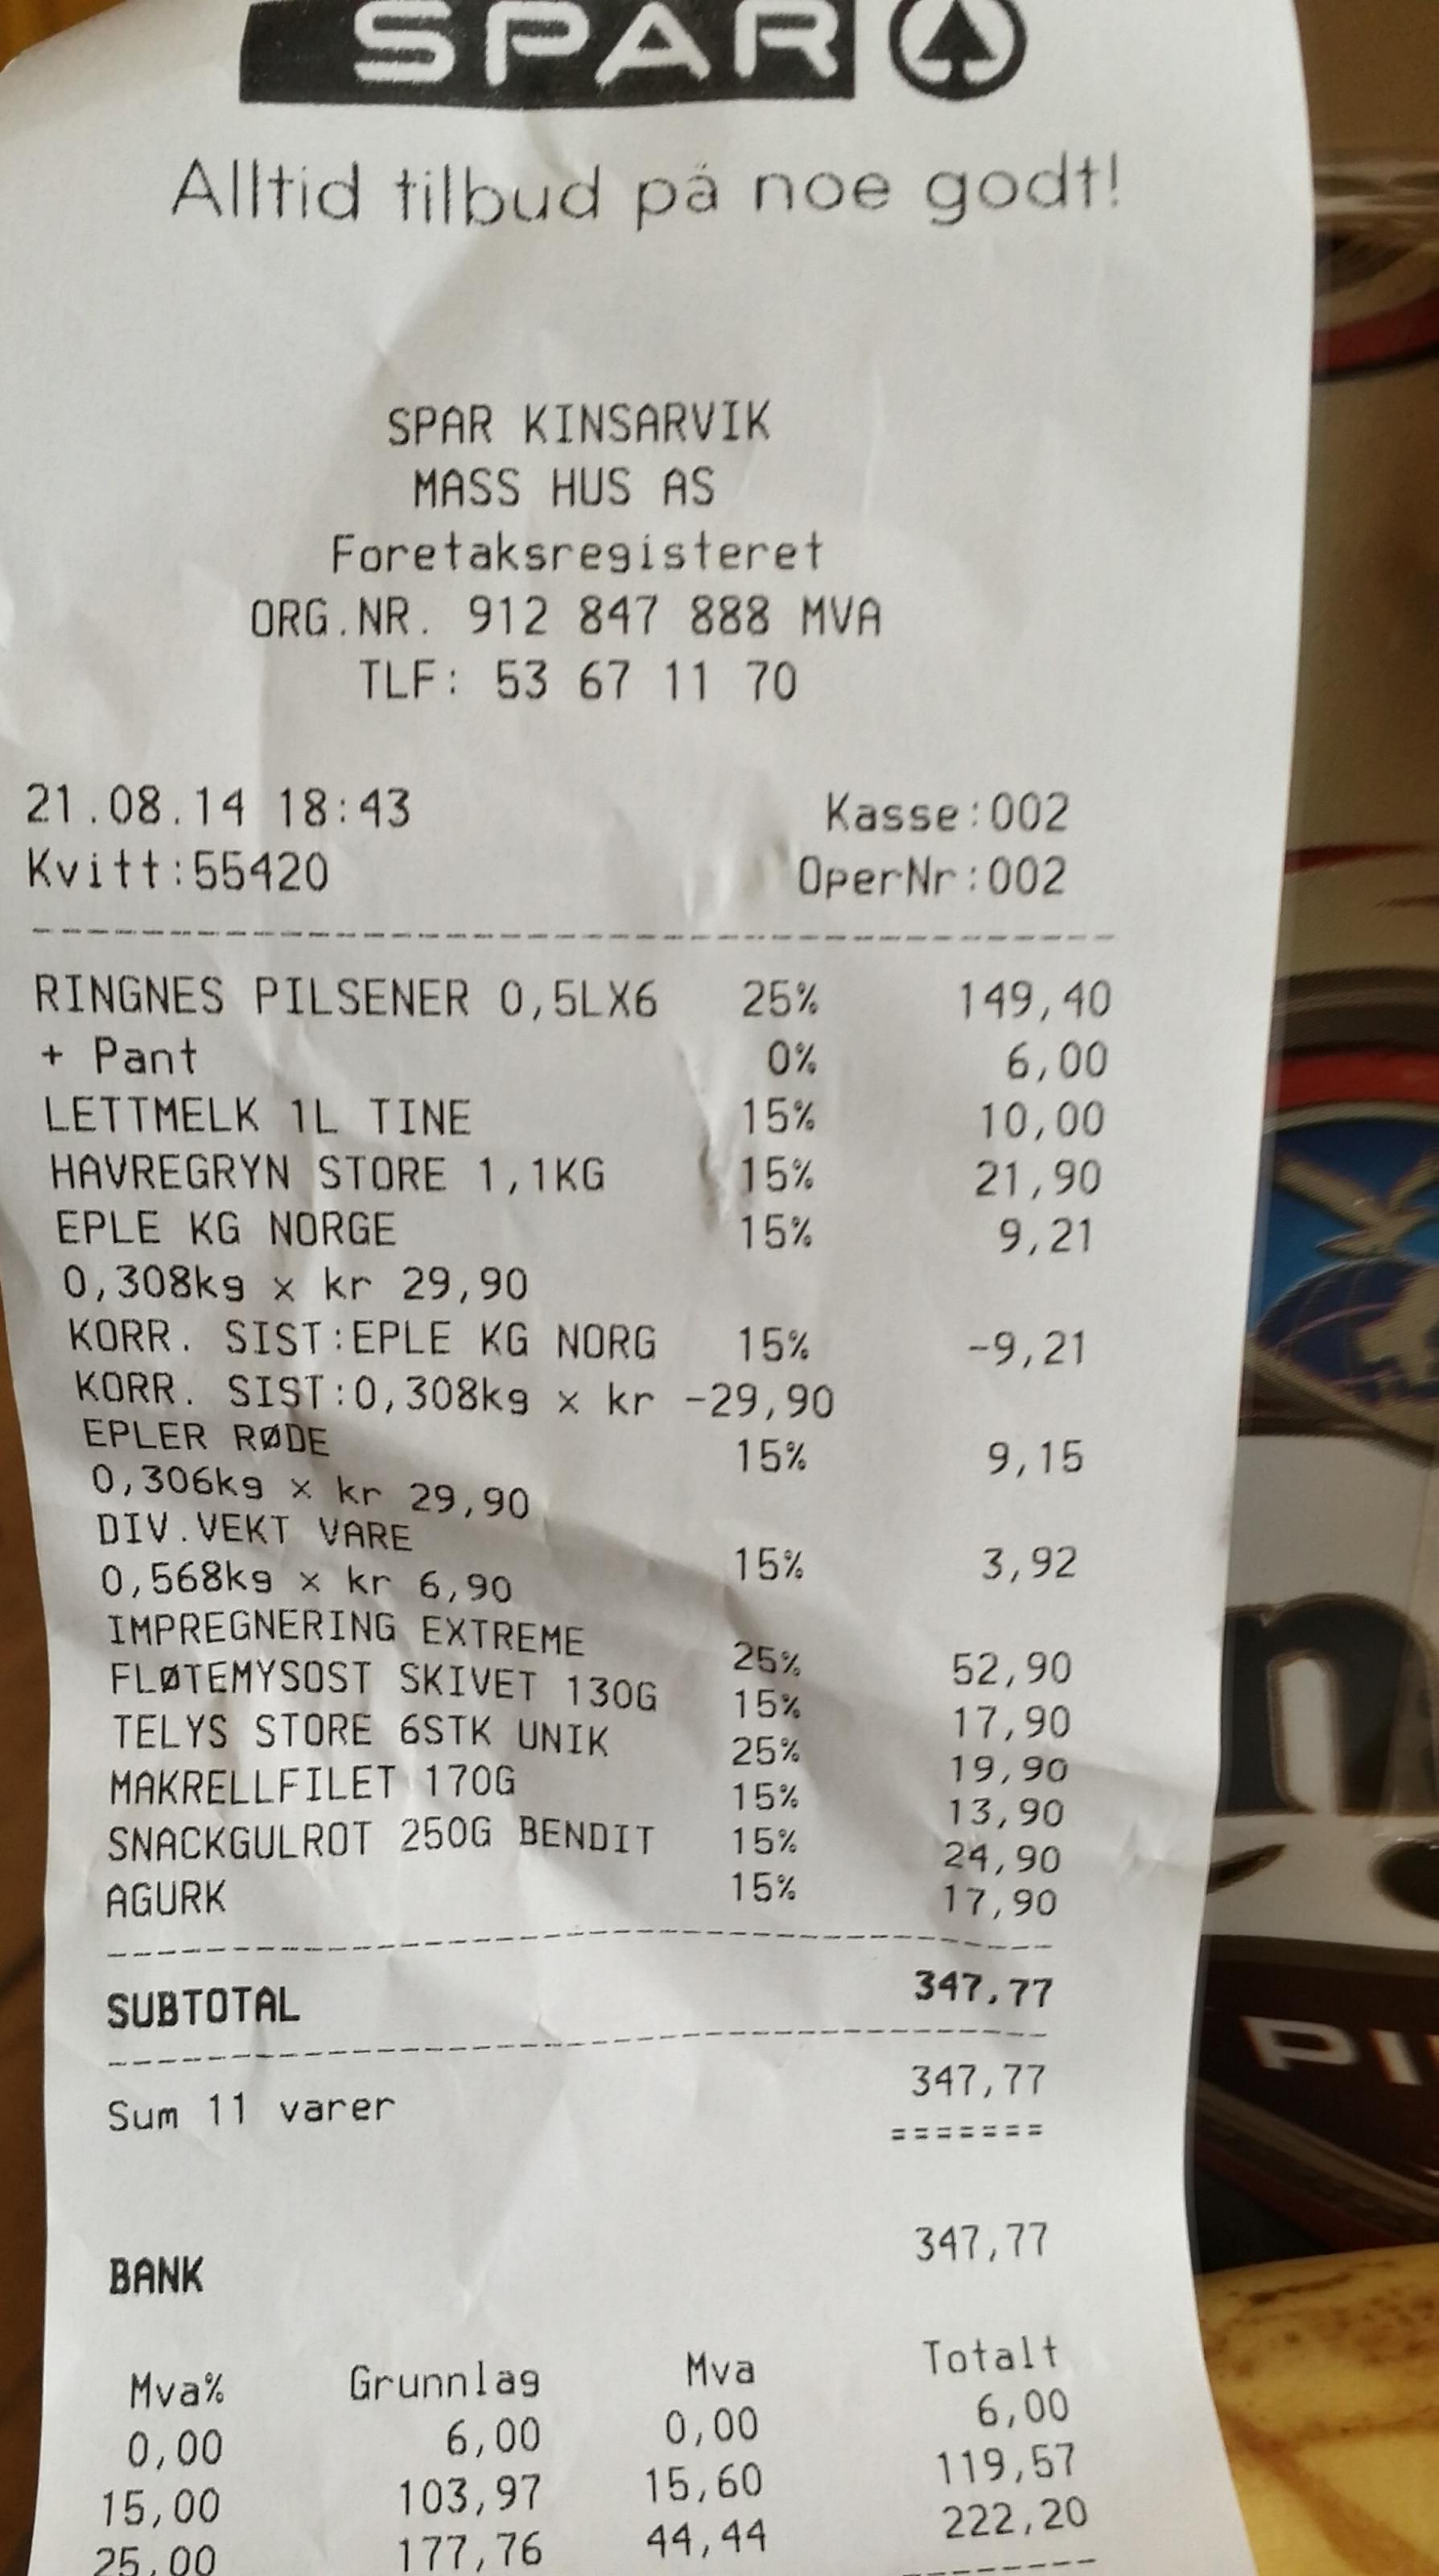 SPAR
Alltid tilbud på noe godt!
SPAR KINSARVIK
MASS HUS AS
Foretaksregisteret
ORG.NR. 912 847 888 MVA
TLF: 53 67 11 70
21.08.14 18:43 Kasse:002
Kvitt:55420 OperNr:002
RINGNES PILSENER 0,5LX6 25% 149,40
+ Pant 0% 6,00
LETTMELK 1L TINE 15% 10,00
HAVREGRYN STORE 1,1KG 15% 21,90
EPLE KG NORGE 15% 9,21
0,308kg x kr 29,90
KORR. SIST:EPLE KG NORG 15% -9,21
KORR. SIST:0,308kg x kr -29,90
EPLER RØDE 15% 9,15
0,306kg x kr 29,90
DIV.VEKT VARE 15% 3,92
0,568kg x kr 6,90
IMPREGNERING EXTREME 25% 52,90
FLØTEMYSOST SKIVET 130G 15% 17,90
TELYS STORE 6STK UNIK 25% 19,90
MAKRELLFILET 170G 15% 13,90
SNACKGULROT 250G BENDIT 15% 24,90
AGURK 15% 17,90
SUBTOTAL 347,77
Sum 11 varer 347,77
=======
BANK 347,77
Mva% Grunnlag Mva Totalt
0,00 6,00 0,00 6,00
15,00 103,97 15,60 119,57
25,00 177,76 44,44 222,20